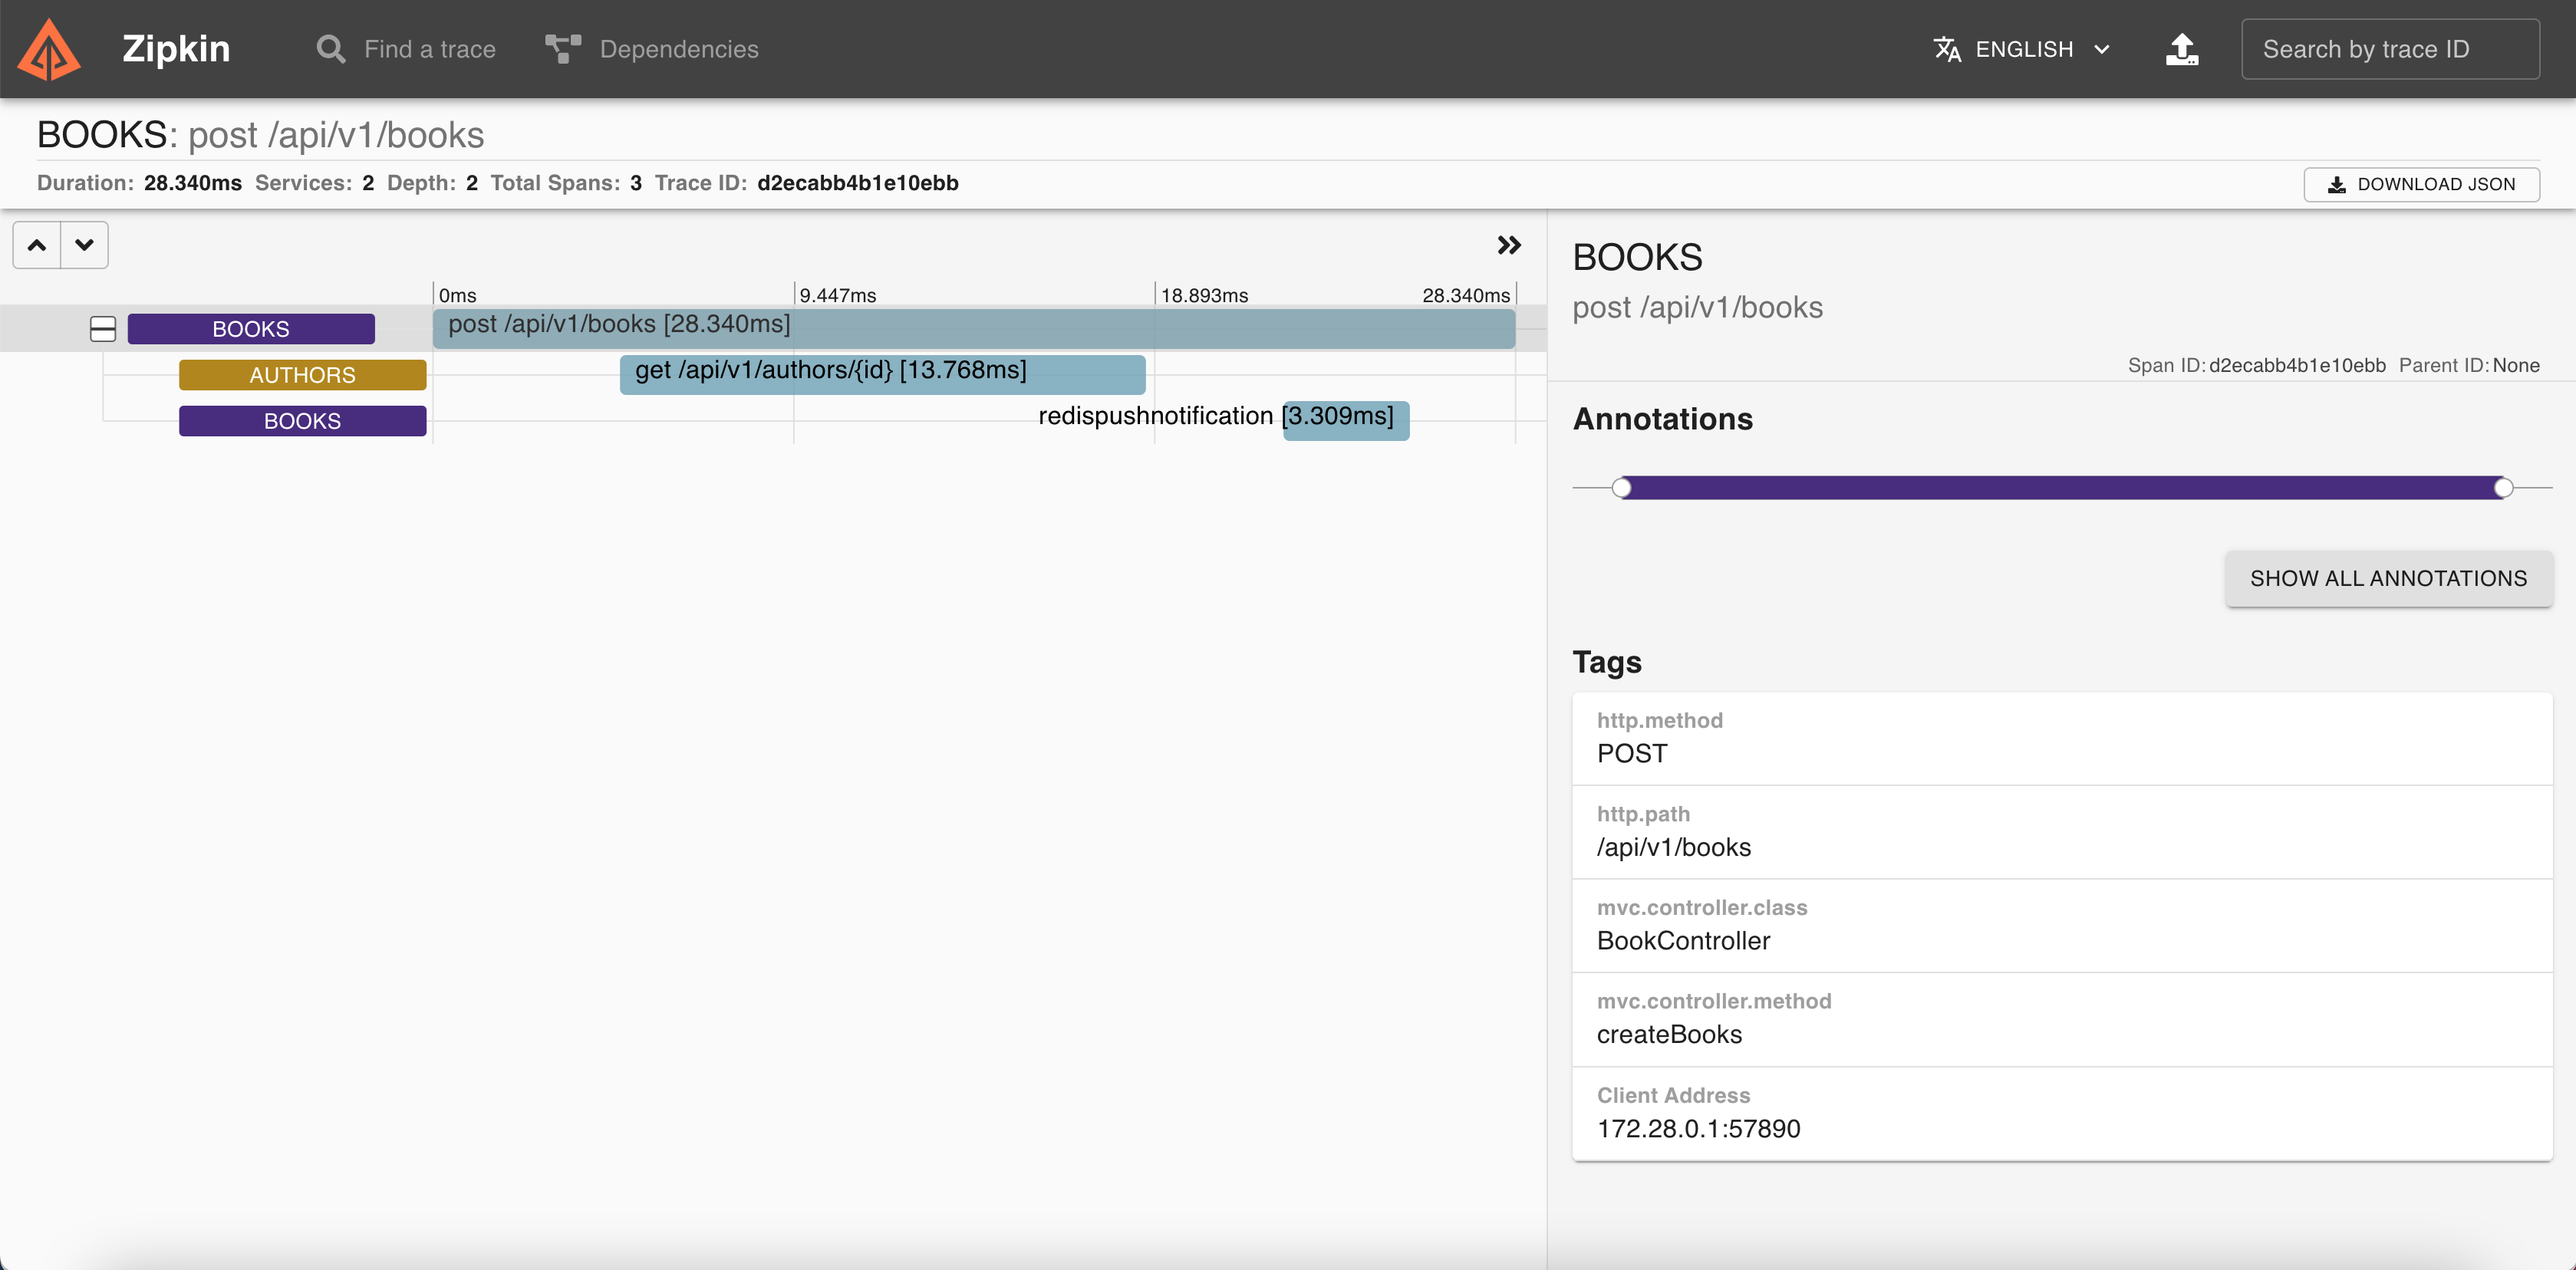 Zipkin Find a trace Dependencies ENGLISH Search by trace ID
BOOKS: post /api/v1/books
Duration: 28.340ms Services: 2 Depth: 2 Total Spans: 3 Trace ID: d2ecabb4b1e10ebb DOWNLOAD JSON
0ms 9.447ms 18.893ms 28.340ms
BOOKS post /api/v1/books [28.340ms]
AUTHORS get /api/v1/authors/{id} [13.768ms]
BOOKS redispushnotification [3.309ms]
BOOKS
post /api/v1/books
Span ID: d2ecabb4b1e10ebb Parent ID: None
Annotations
SHOW ALL ANNOTATIONS
Tags
http.method
POST
http.path
/api/v1/books
mvc.controller.class
BookController
mvc.controller.method
createBooks
Client Address
172.28.0.1:57890